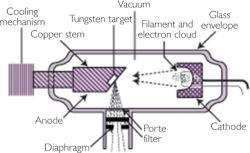 Cooling
mechanism
Tungsten target
Vacuum
Filament and
electron cloud
Glass
envelope
Copper stem
Anode
Cathode
Diaphragm
Porte
filter